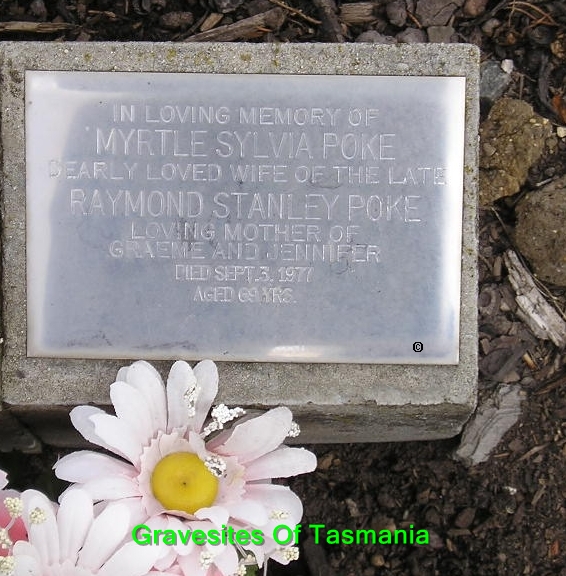 IN LOVING MEMORY OF
MYRTLE SYLVIA POKE
DEARLY LOVED WIFE OF THE LATE
RAYMOND STANLEY POKE
LOVING MOTHER OF
GRAEME AND JENNIFER
DIED SEPT. 3. 1977
AGED 69 YRS.
©
Gravesites Of Tasmania